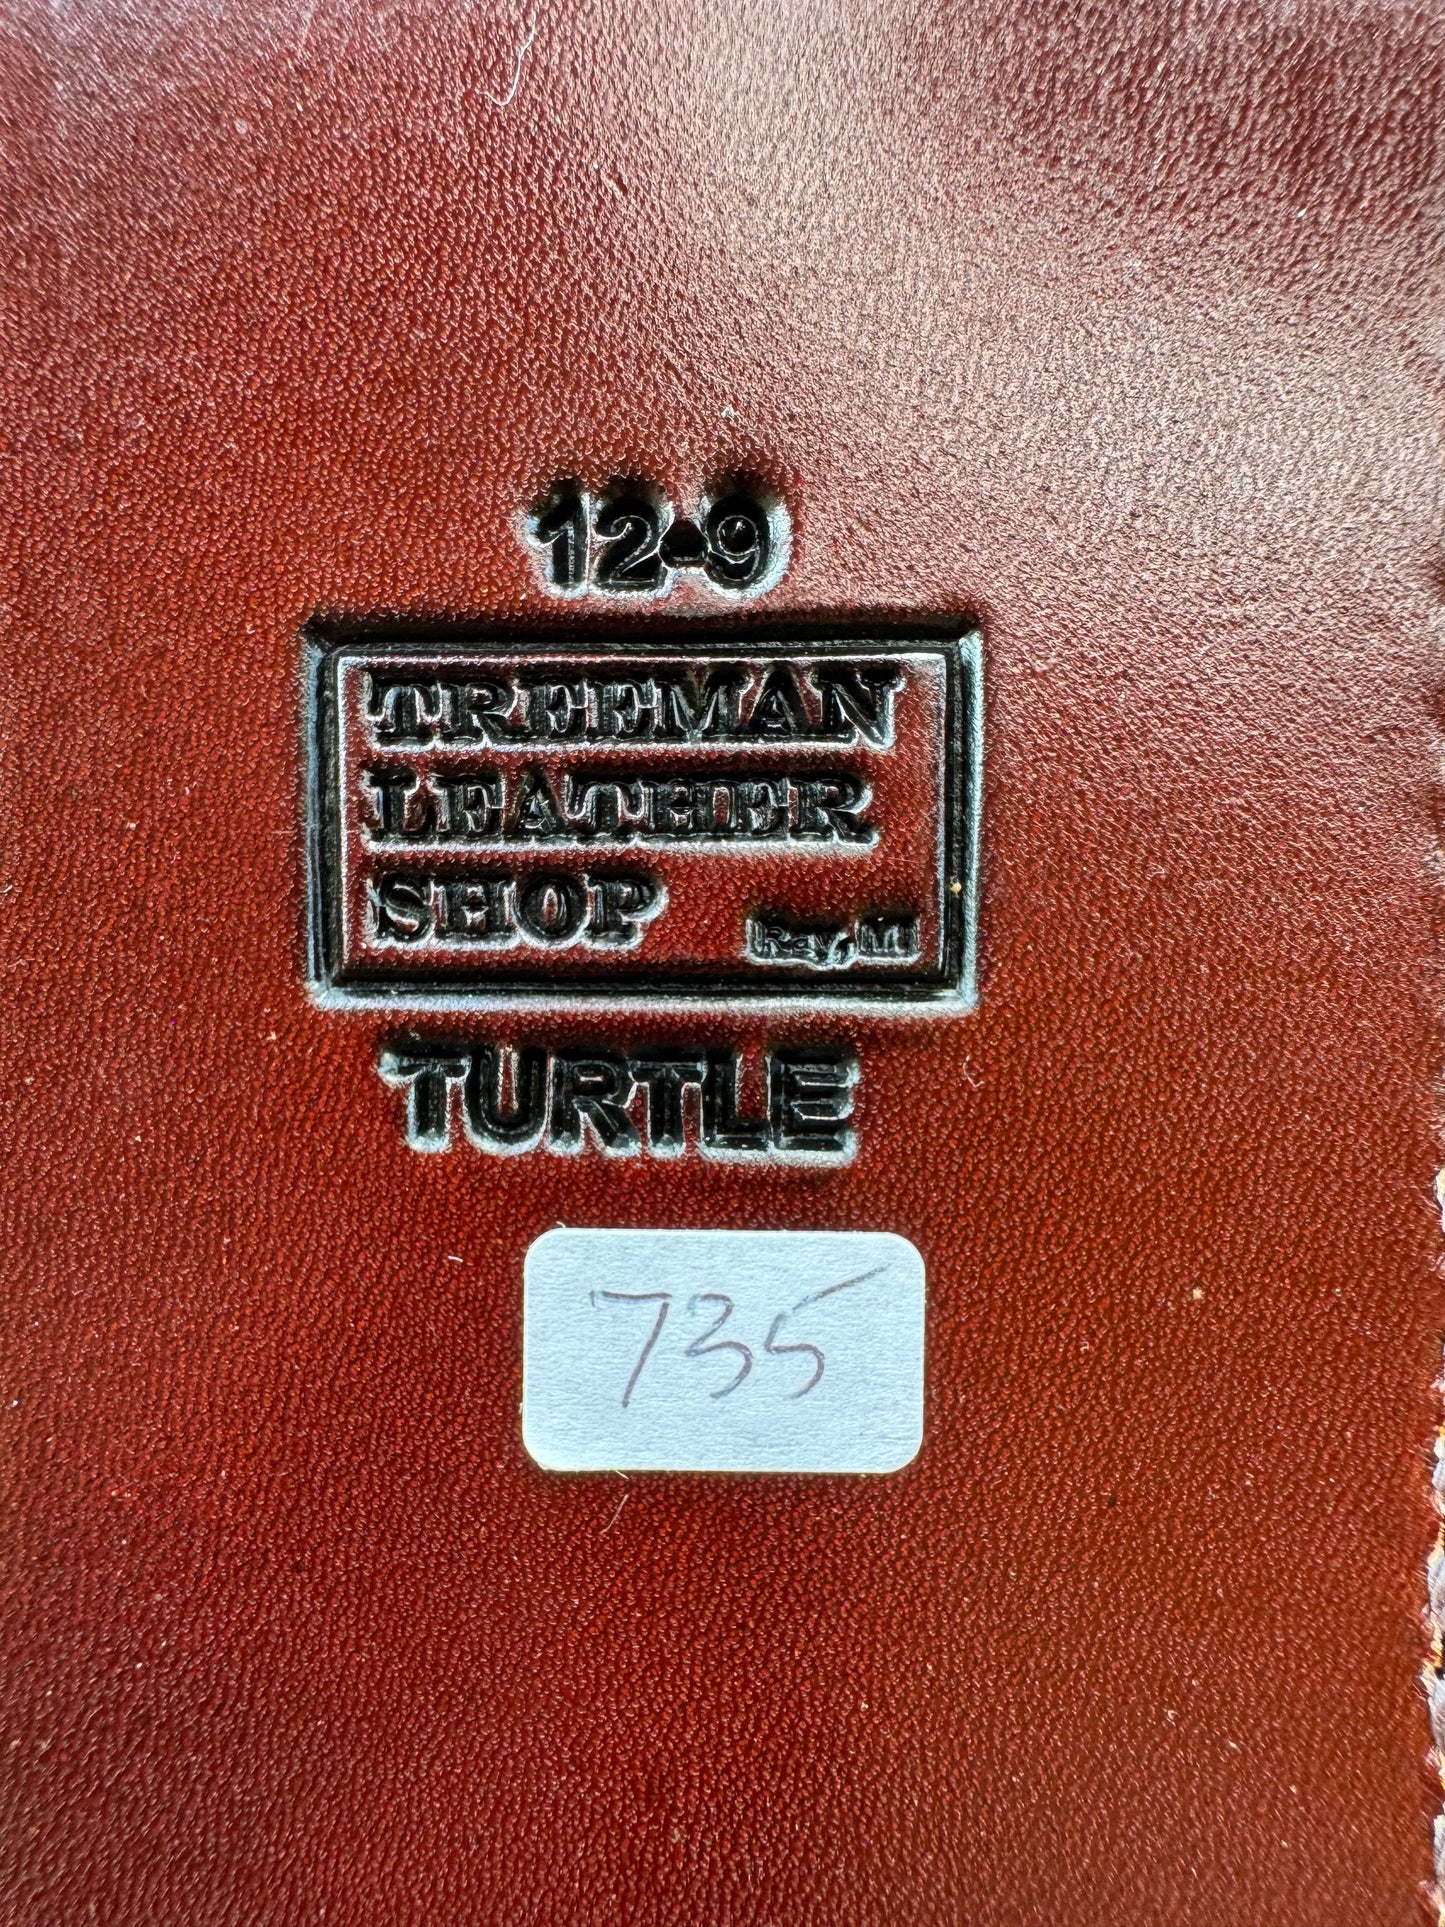 12-9
TREEMAN
LEATHER
SHOP
Ray, MI
TURTLE
735